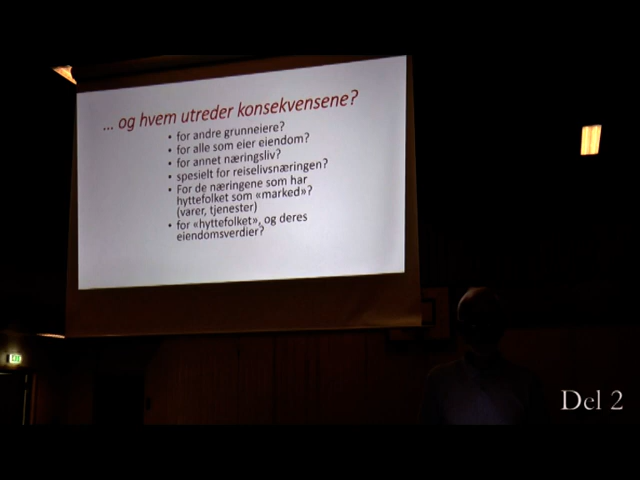 ... og hvem utreder konsekvensene?
• for andre grunneiere?
• for alle som eier eiendom?
• for annet næringsliv?
• spesielt for reiselivsnæringen?
• For de næringene som har
hyttefolket som «marked»?
(varer, tjenester)
• for «hyttefolket», og deres
eiendomsverdier?
Del 2